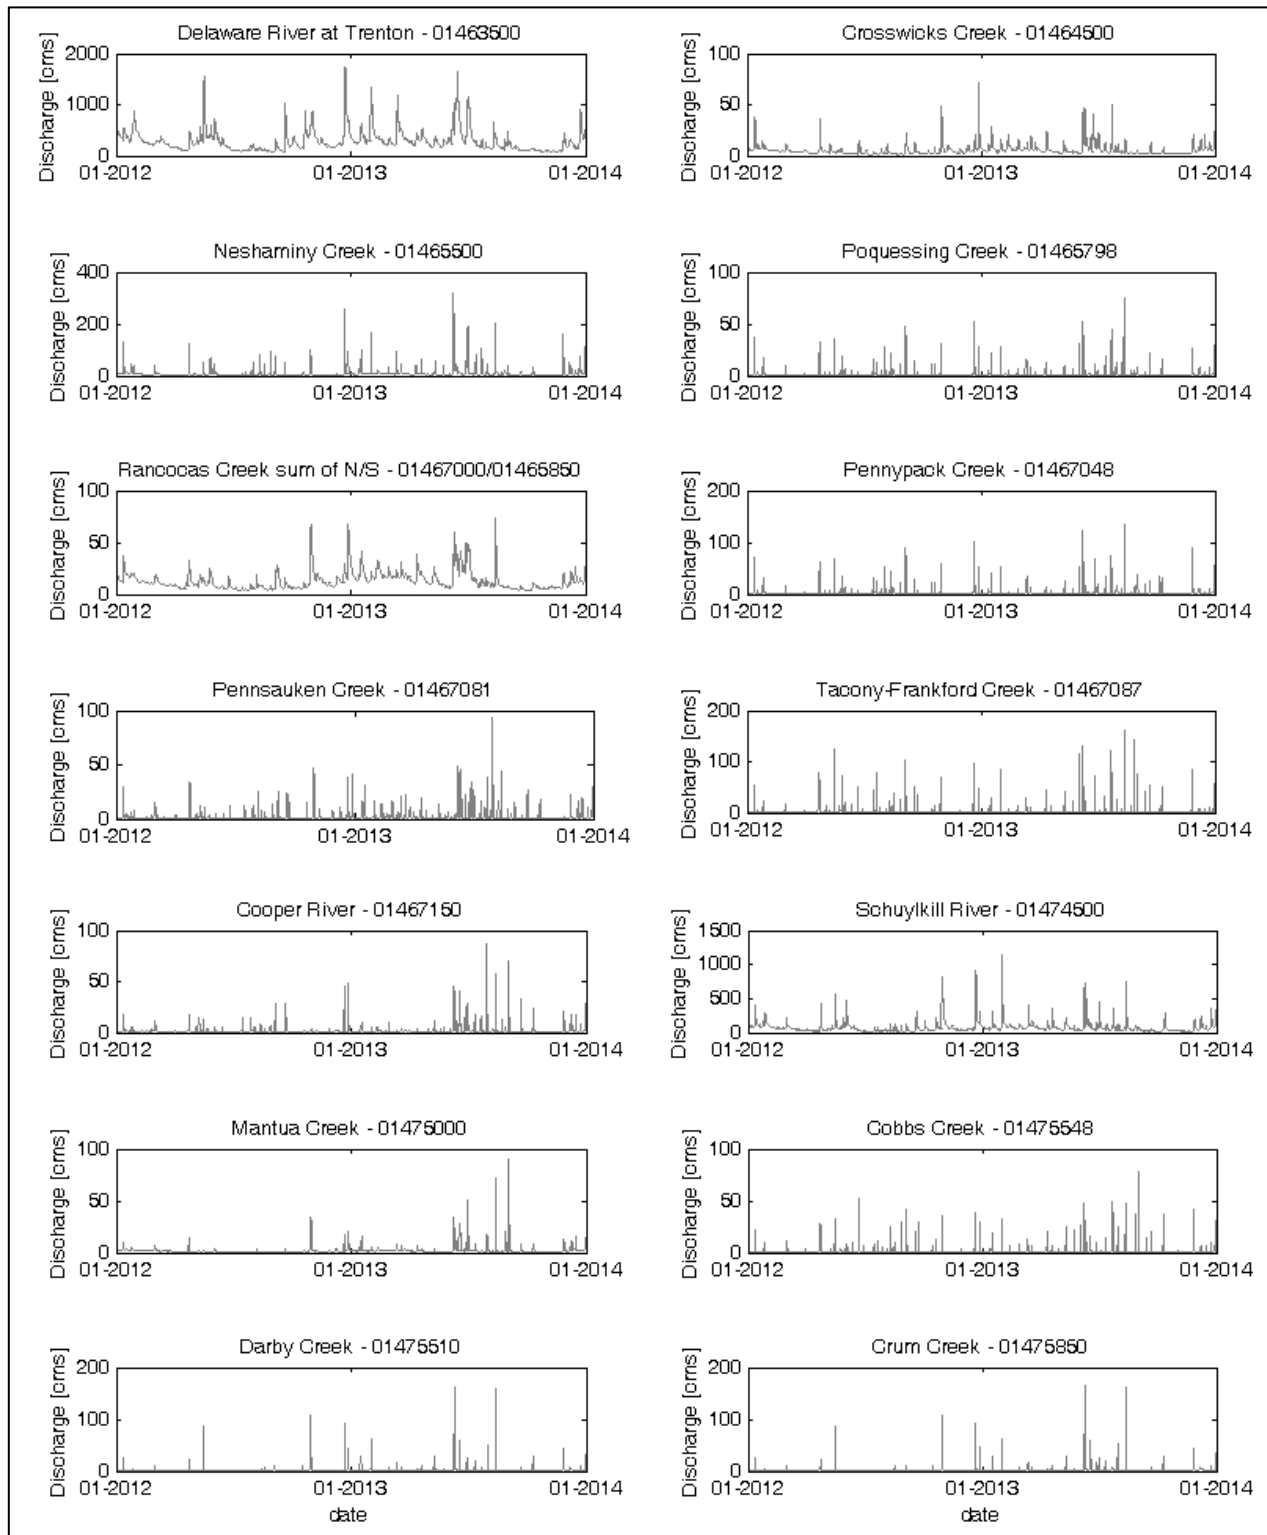 Delaware River at Trenton - 01463500
Discharge [cms]
2000
1000
0
01-2012 01-2013 01-2014
Crosswicks Creek - 01464500
Discharge [cms]
100
50
0
01-2012 01-2013 01-2014
Neshaminy Creek - 01465500
Discharge [cms]
400
200
0
01-2012 01-2013 01-2014
Poquessing Creek - 01465798
Discharge [cms]
100
50
0
01-2012 01-2013 01-2014
Rancocas Creek sum of N/S - 01467000/01465850
Discharge [cms]
100
50
0
01-2012 01-2013 01-2014
Pennypack Creek - 01467048
Discharge [cms]
200
100
0
01-2012 01-2013 01-2014
Pennsauken Creek - 01467081
Discharge [cms]
100
50
0
01-2012 01-2013 01-2014
Tacony-Frankford Creek - 01467087
Discharge [cms]
200
100
0
01-2012 01-2013 01-2014
Cooper River - 01467150
Discharge [cms]
100
50
0
01-2012 01-2013 01-2014
Schuylkill River - 01474500
Discharge [cms]
1500
1000
500
0
01-2012 01-2013 01-2014
Mantua Creek - 01475000
Discharge [cms]
100
50
0
01-2012 01-2013 01-2014
Cobbs Creek - 01475548
Discharge [cms]
100
50
0
01-2012 01-2013 01-2014
Darby Creek - 01475510
Discharge [cms]
200
100
0
01-2012 01-2013 01-2014
date
Crum Creek - 01475850
Discharge [cms]
200
100
0
01-2012 01-2013 01-2014
date